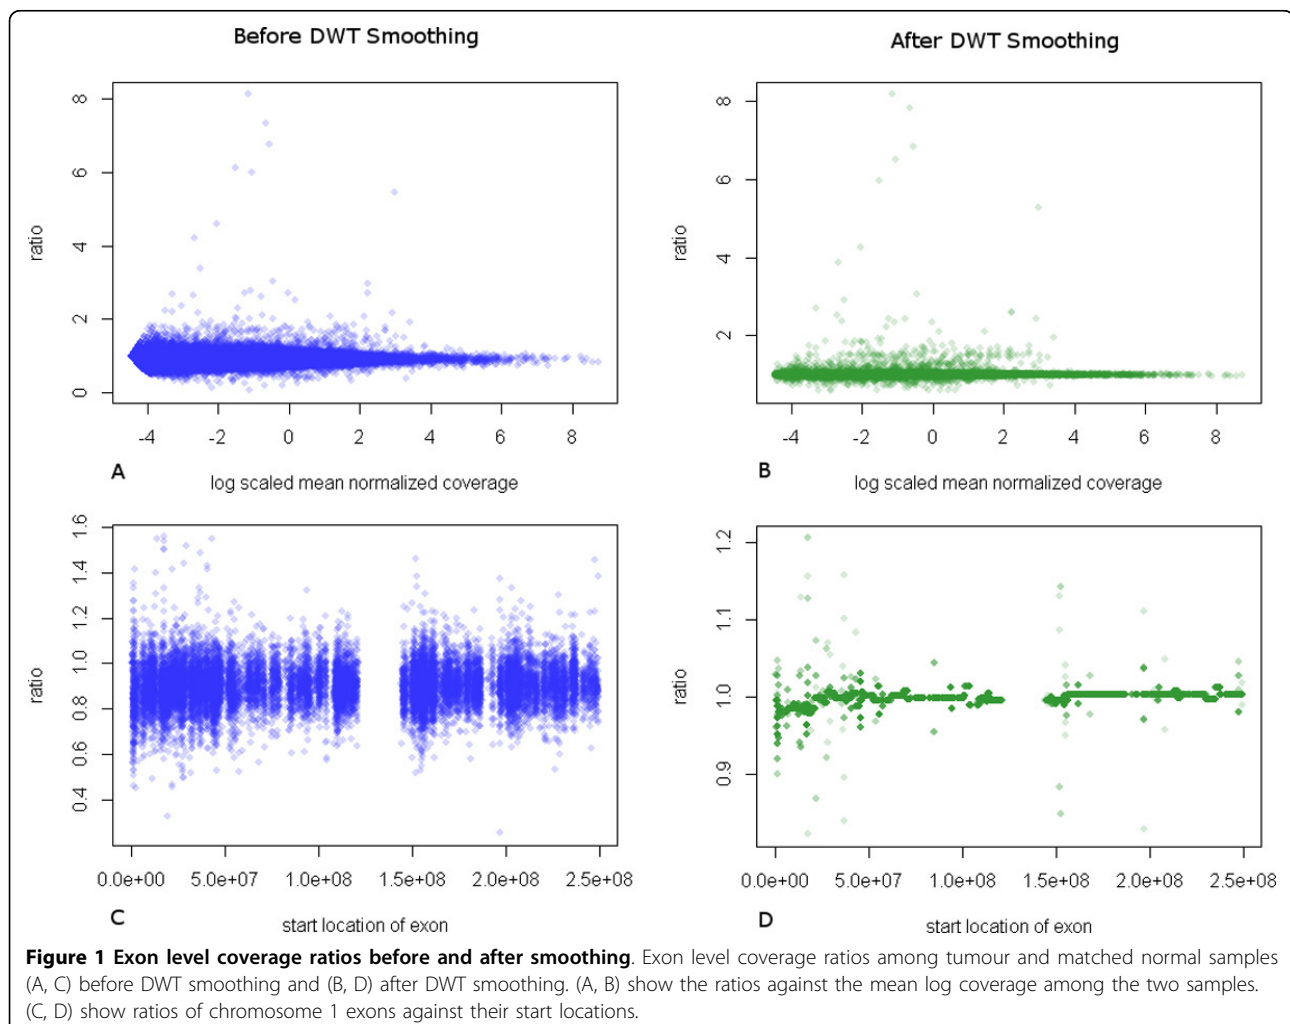 Before DWT Smoothing
After DWT Smoothing
ratio
0 2 4 6 8
-4 -2 0 2 4 6 8
A
log scaled mean normalized coverage
ratio
2 4 6 8
-4 -2 0 2 4 6 8
B
log scaled mean normalized coverage
ratio
0.4 0.6 0.8 1.0 1.2 1.4 1.6
0.0e+00 5.0e+07 1.0e+08 1.5e+08 2.0e+08 2.5e+08
C
start location of exon
ratio
0.9 1.0 1.1 1.2
0.0e+00 5.0e+07 1.0e+08 1.5e+08 2.0e+08 2.5e+08
D
start location of exon
Figure 1 Exon level coverage ratios before and after smoothing. Exon level coverage ratios among tumour and matched normal samples
(A, C) before DWT smoothing and (B, D) after DWT smoothing. (A, B) show the ratios against the mean log coverage among the two samples.
(C, D) show ratios of chromosome 1 exons against their start locations.